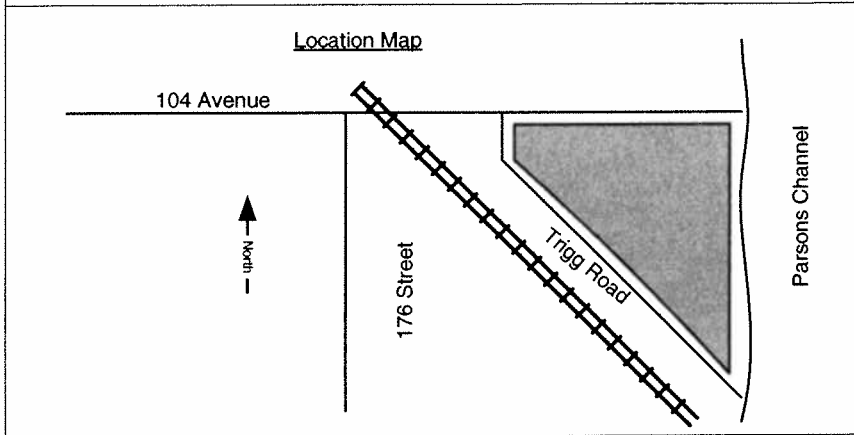 Location Map
104 Avenue
North
176 Street
Trigg Road
Parsons Channel